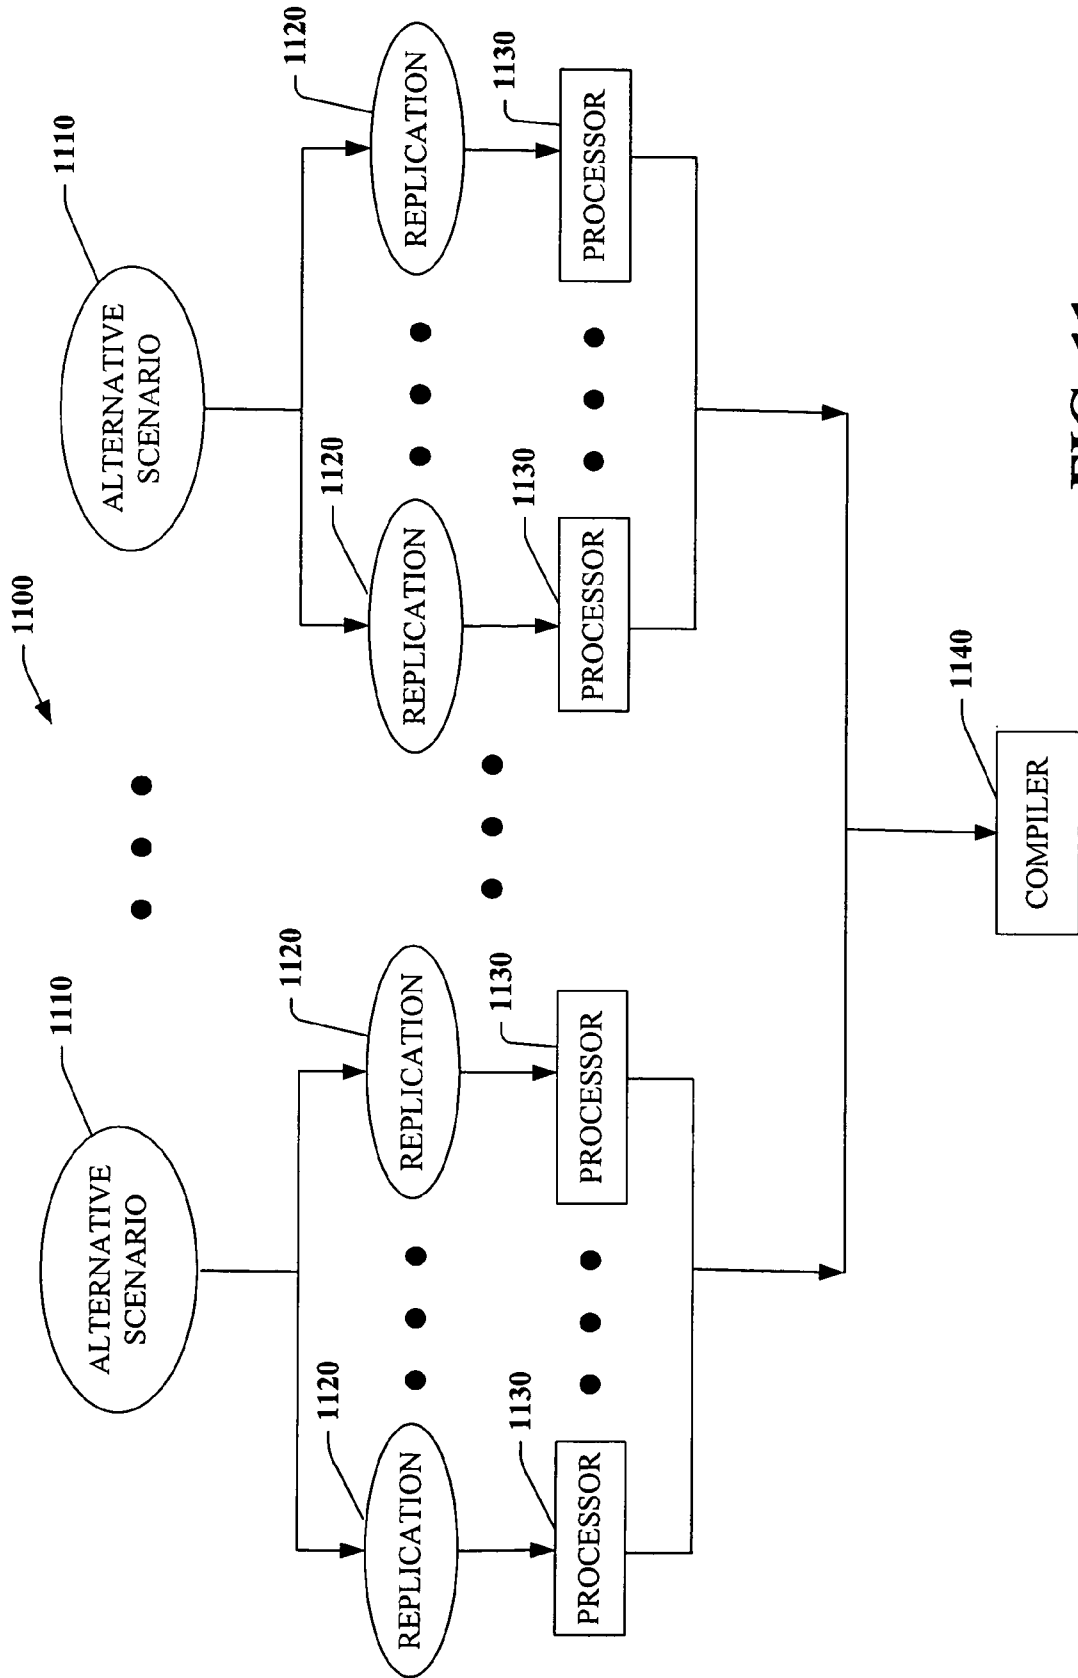 1100
1110
1110
ALTERNATIVE
SCENARIO
ALTERNATIVE
SCENARIO
1120
1120
1120
1120
REPLICATION
REPLICATION
REPLICATION
REPLICATION
1130
1130
1130
1130
PROCESSOR
PROCESSOR
PROCESSOR
PROCESSOR
1140
COMPILER